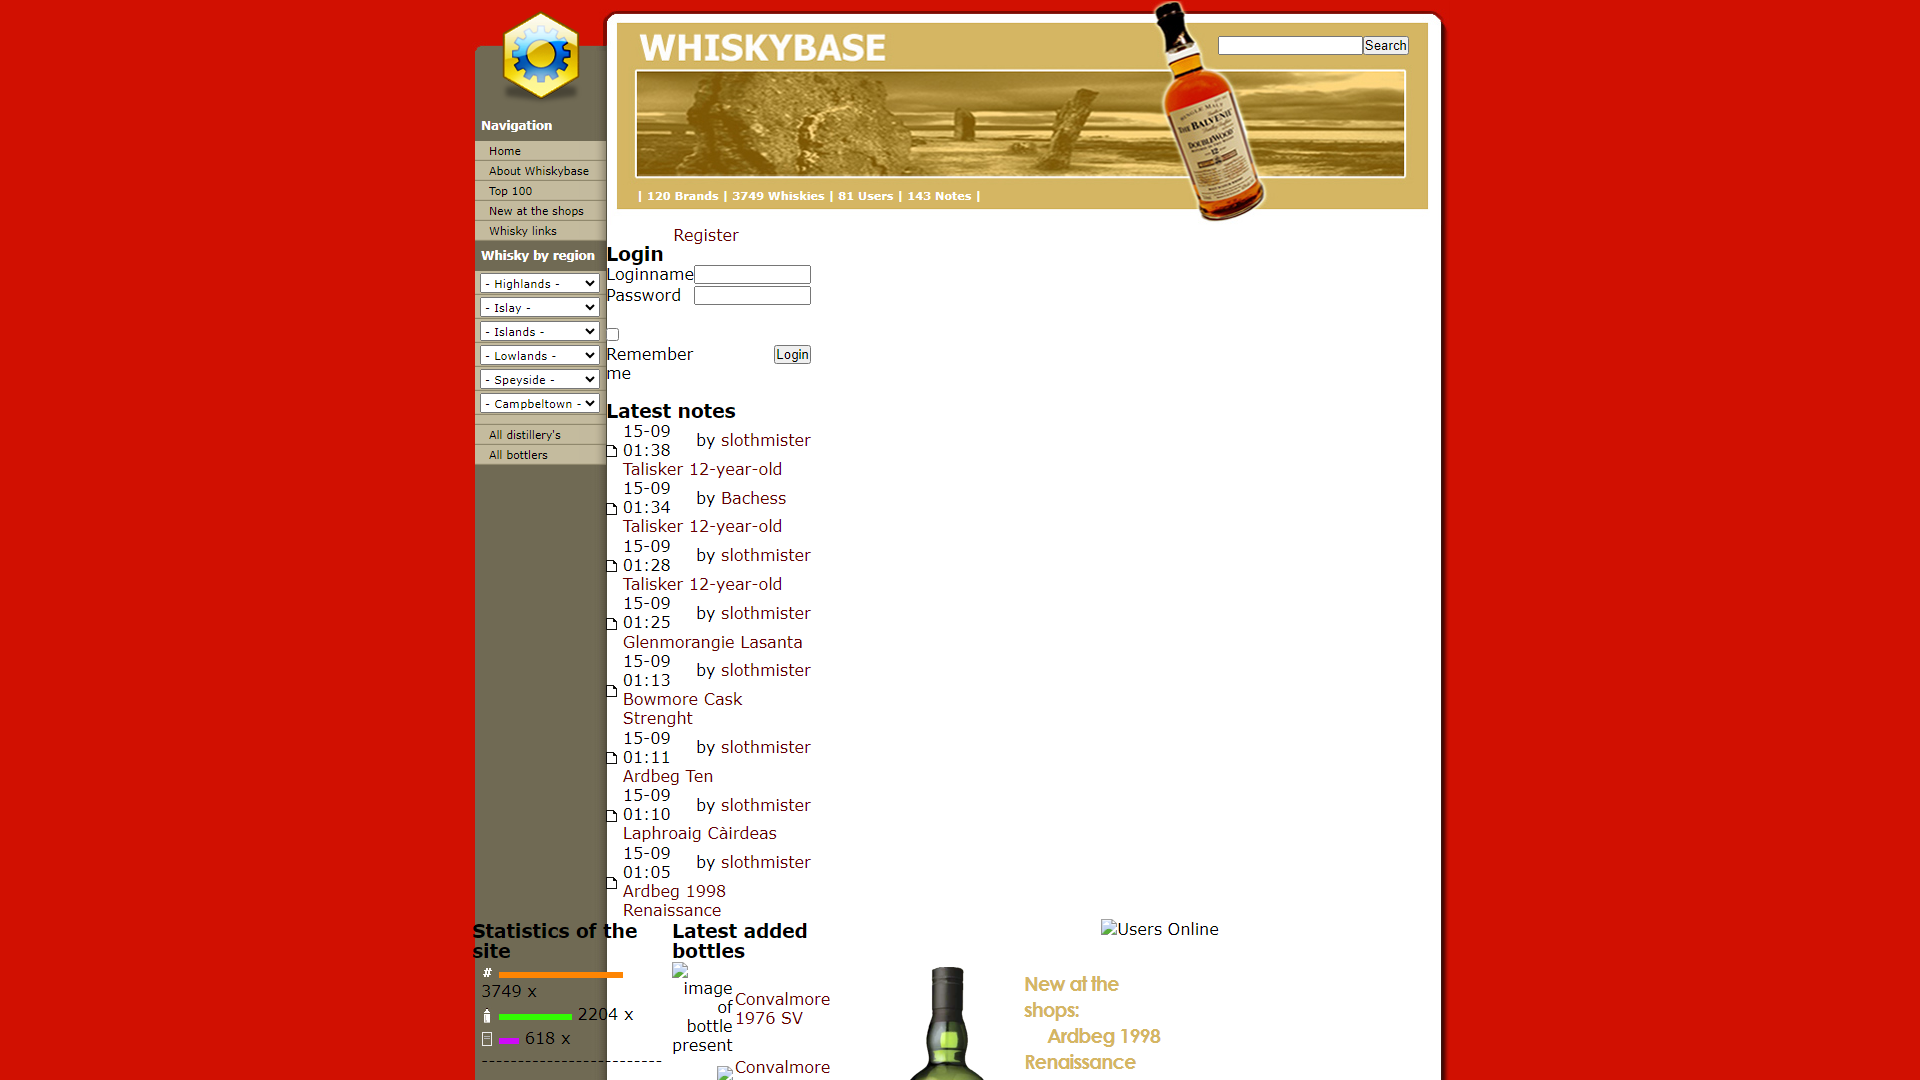 WHISKYBASE
Search
SINGLE MALT
THE BALVENIE
DOUBLEWOOD
12
| 120 Brands | 3749 Whiskies | 81 Users | 143 Notes |
Navigation
Home
About Whiskybase
Top 100
New at the shops
Whisky links
Whisky by region
- Highlands -
- Islay -
- Islands -
- Lowlands -
- Speyside -
- Campbeltown -
All distillery's
All bottlers
Register
Login
Loginname
Password
Remember
me
Login
Latest notes
15-09
01:38
by slothmister
Talisker 12-year-old
15-09
01:34
by Bachess
Talisker 12-year-old
15-09
01:28
by slothmister
Talisker 12-year-old
15-09
01:25
by slothmister
Glenmorangie Lasanta
15-09
01:13
by slothmister
Bowmore Cask
Strenght
15-09
01:11
by slothmister
Ardbeg Ten
15-09
01:10
by slothmister
Laphroaig Càirdeas
15-09
01:05
by slothmister
Ardbeg 1998
Renaissance
Statistics of the
site
#
3749 x
2204 x
618 x
------------------------
Latest added
bottles
image
of
bottle
present
Convalmore
1976 SV
Convalmore
Users Online
New at the
shops:
Ardbeg 1998
Renaissance